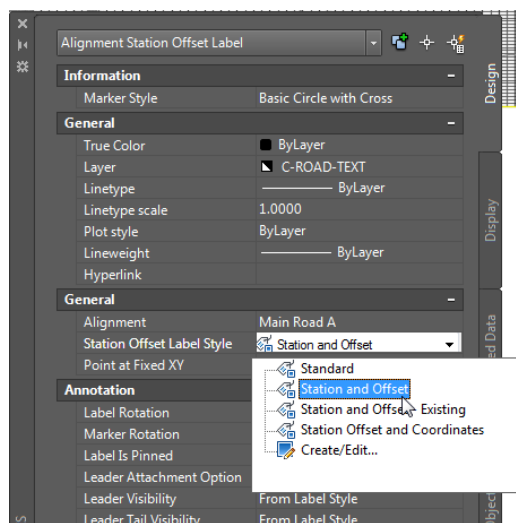 Alignment Station Offset Label
Information
Marker Style Basic Circle with Cross
General
True Color ByLayer
Layer C-ROAD-TEXT
Linetype ByLayer
Linetype scale 1.0000
Plot style ByLayer
Lineweight ByLayer
Hyperlink
General
Alignment Main Road A
Station Offset Label Style Station and Offset
Point at Fixed XY
Standard
Station and Offset
Station and Offset - Existing
Station Offset and Coordinates
Create/Edit...
Annotation
Label Rotation
Marker Rotation
Label Is Pinned
Leader Attachment Option
Leader Visibility From Label Style
Leader Tail Visibility From Label Style
Design
Display
ed Data
bject
S